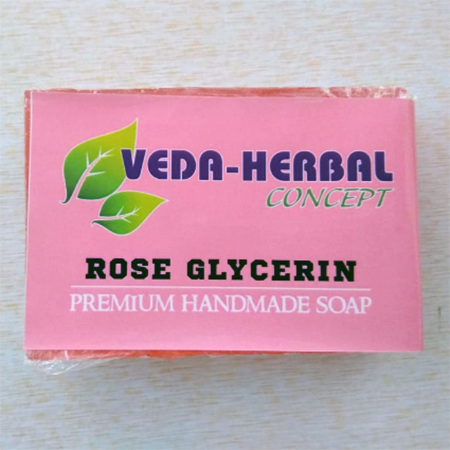 VEDA-HERBAL
CONCEPT
ROSE GLYCERIN
PREMIUM HANDMADE SOAP